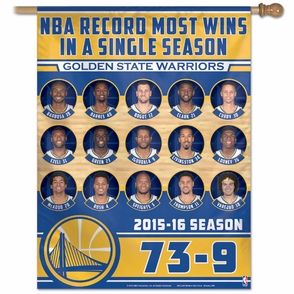 NBA RECORD MOST WINS
IN A SINGLE SEASON
GOLDEN STATE WARRIORS
BARBOSA 19 BARNES 40 BOGUT 12 CLARK 21 CURRY 30
EZELI 31 GREEN 23 IGUODALA 9 LIVINGSTON 34 LOONEY 36
RUSH 4 SPEIGHTS 5 THOMPSON 11 VAREJAO 18
2015-16 SEASON
73-9